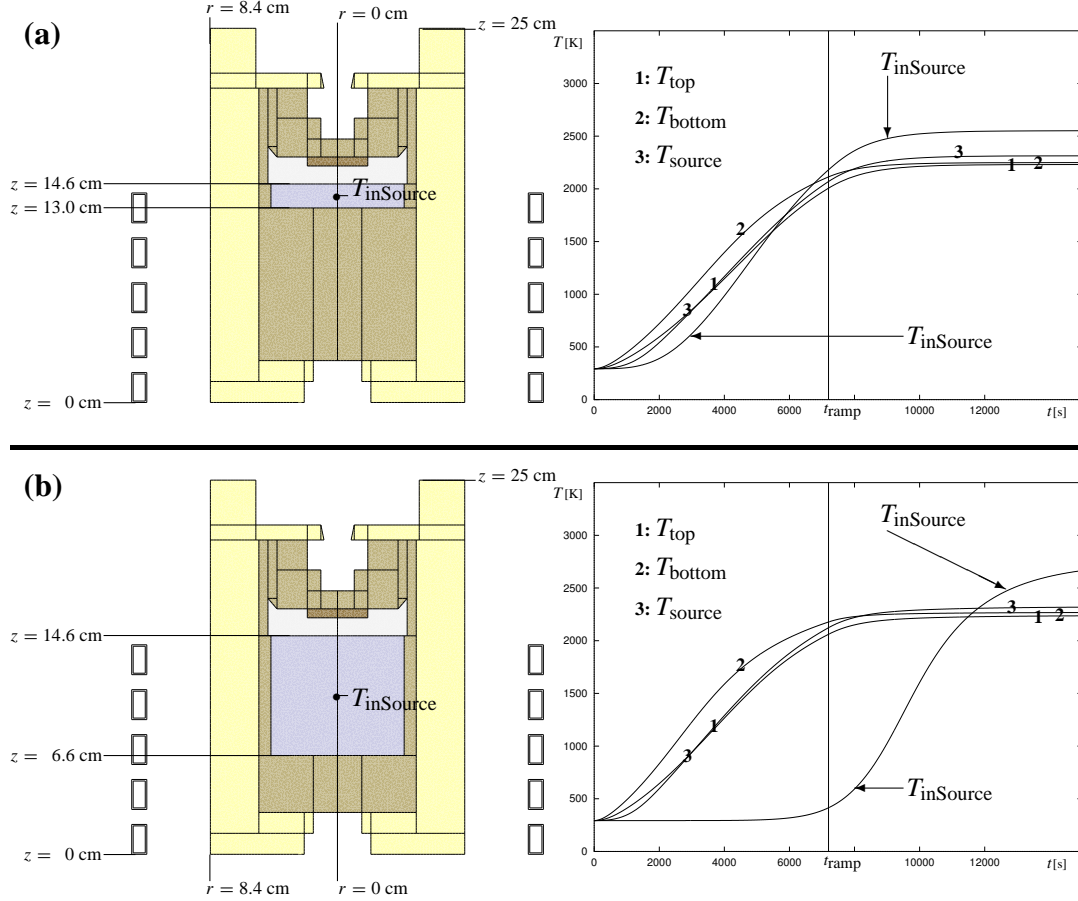 (a)
r = 8.4 cm
r = 0 cm
z = 25 cm
z = 14.6 cm
z = 13.0 cm
z = 0 cm
TinSource
T [K]
3500
3000
2500
2000
1500
1000
500
0
0
2000
4000
6000
tramp
10000
12000
t [s]
1: Ttop
2: Tbottom
3: Tsource
TinSource
TinSource
2
1
3
3
1
2
(b)
z = 25 cm
z = 14.6 cm
z = 6.6 cm
z = 0 cm
r = 8.4 cm
r = 0 cm
TinSource
T [K]
3500
3000
2500
2000
1500
1000
500
0
0
2000
4000
6000
tramp
10000
12000
t [s]
1: Ttop
2: Tbottom
3: Tsource
TinSource
TinSource
2
1
3
3
1
2